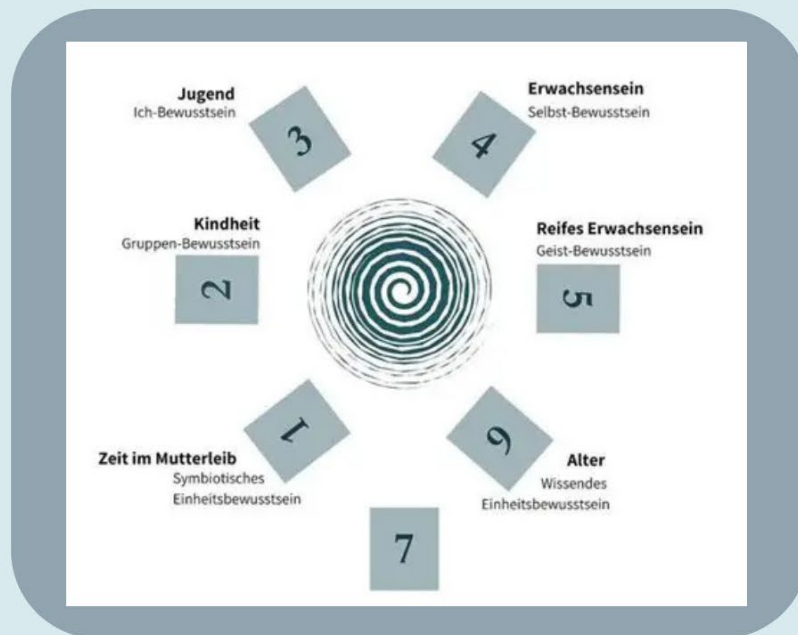 Jugend
Ich-Bewusstsein
3
Erwachsensein
Selbst-Bewusstsein
4
Kindheit
Gruppen-Bewusstsein
2
Reifes Erwachsensein
Geist-Bewusstsein
5
1
Zeit im Mutterleib
Symbiotisches
Einheitsbewusstsein
6
Alter
Wissendes
Einheitsbewusstsein
7